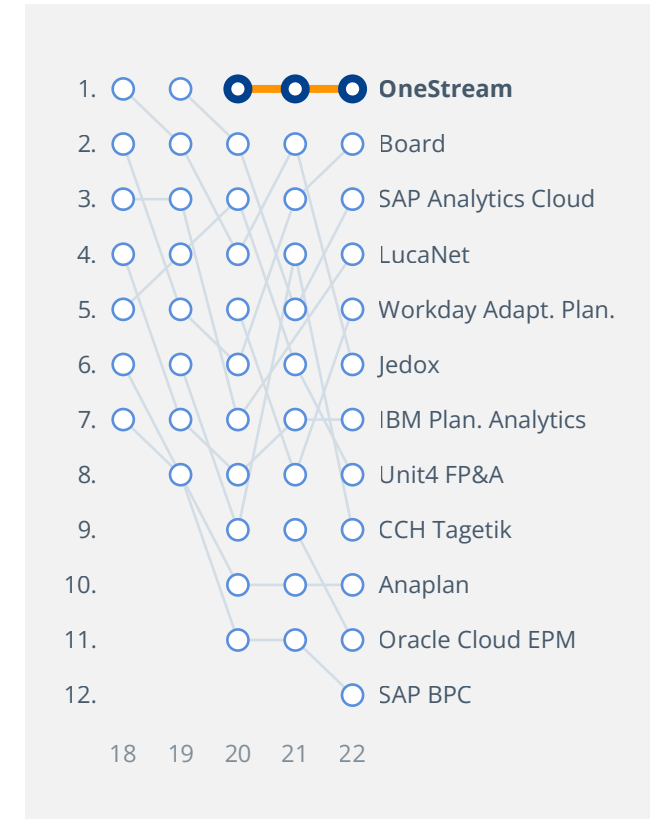 1. OneStream
2. Board
3. SAP Analytics Cloud
4. LucaNet
5. Workday Adapt. Plan.
6. Jedox
7. IBM Plan. Analytics
8. Unit4 FP&A
9. CCH Tagetik
10. Anaplan
11. Oracle Cloud EPM
12. SAP BPC
18 19 20 21 22